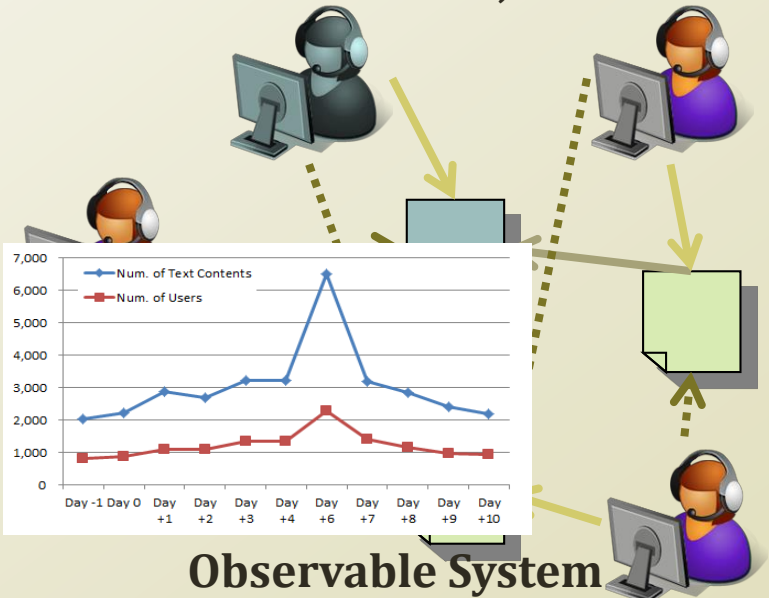 7,000
6,000
5,000
4,000
3,000
2,000
1,000
0
Num. of Text Contents
Num. of Users
Day -1 Day 0 Day Day Day Day Day Day Day Day Day
+1 +2 +3 +4 +6 +7 +8 +9 +10
Observable System